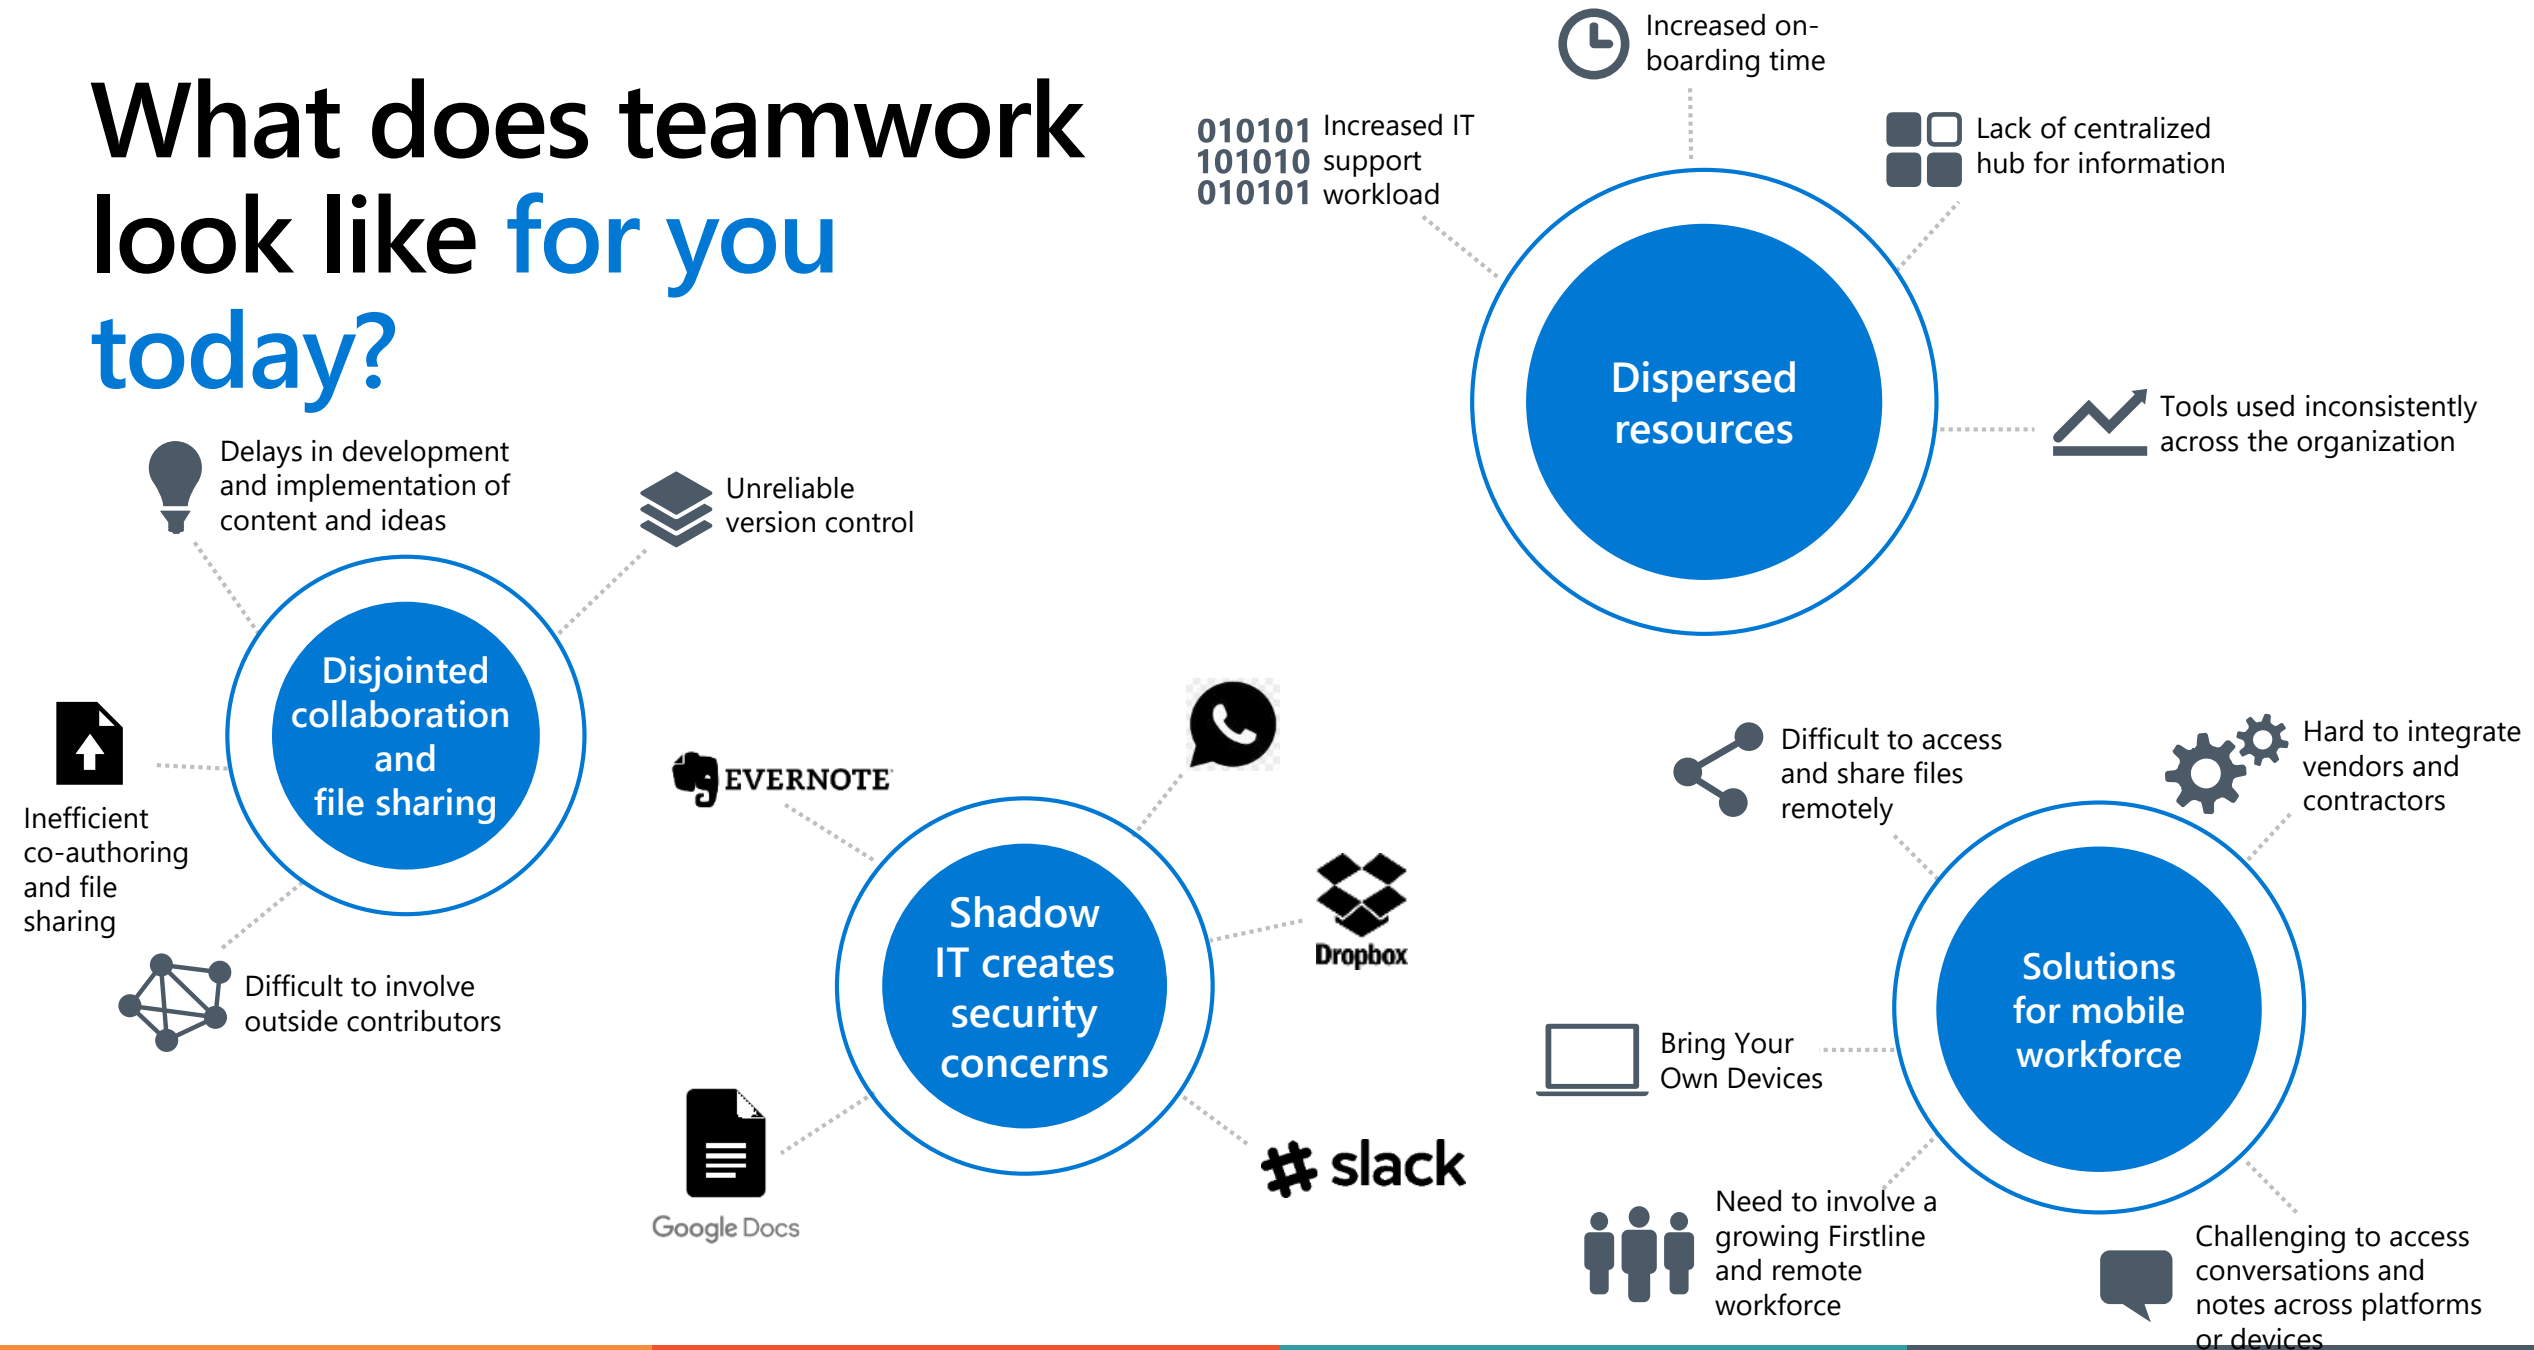 What does teamwork
look like for you
today?
Increased on-
boarding time
010101
101010
010101
Increased IT
support
workload
Lack of centralized
hub for information
Dispersed
resources
Tools used inconsistently
across the organization
Delays in development
and implementation of
content and ideas
Unreliable
version control
Disjointed
collaboration
and
file sharing
Inefficient
co-authoring
and file
sharing
Difficult to involve
outside contributors
EVERNOTE
Dropbox
Shadow
IT creates
security
concerns
Google Docs
slack
Difficult to access
and share files
remotely
Hard to integrate
vendors and
contractors
Solutions
for mobile
workforce
Bring Your
Own Devices
Need to involve a
growing Firstline
and remote
workforce
Challenging to access
conversations and
notes across platforms
or devices